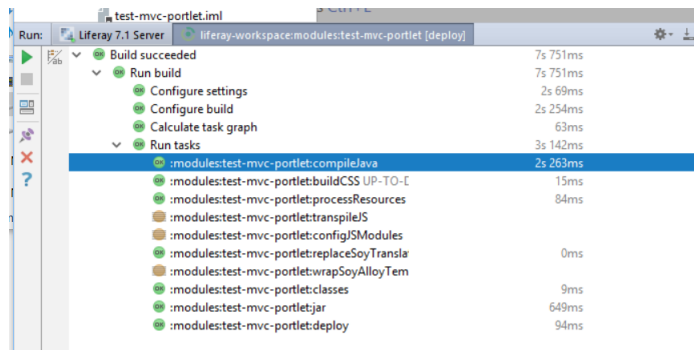 test-mvc-portlet.iml
Run: Liferay 7.1 Server liferay-workspace:modules:test-mvc-portlet [deploy]
Build succeeded 7s 751ms
Run build 7s 751ms
Configure settings 2s 69ms
Configure build 2s 254ms
Calculate task graph 63ms
Run tasks 3s 142ms
:modules:test-mvc-portlet:compileJava 2s 263ms
:modules:test-mvc-portlet:buildCSS UP-TO-D 15ms
:modules:test-mvc-portlet:processResources 84ms
:modules:test-mvc-portlet:transpileJS
:modules:test-mvc-portlet:configJSModules
:modules:test-mvc-portlet:replaceSoyTransla 0ms
:modules:test-mvc-portlet:wrapSoyAlloyTem
:modules:test-mvc-portlet:classes 9ms
:modules:test-mvc-portlet:jar 649ms
:modules:test-mvc-portlet:deploy 94ms